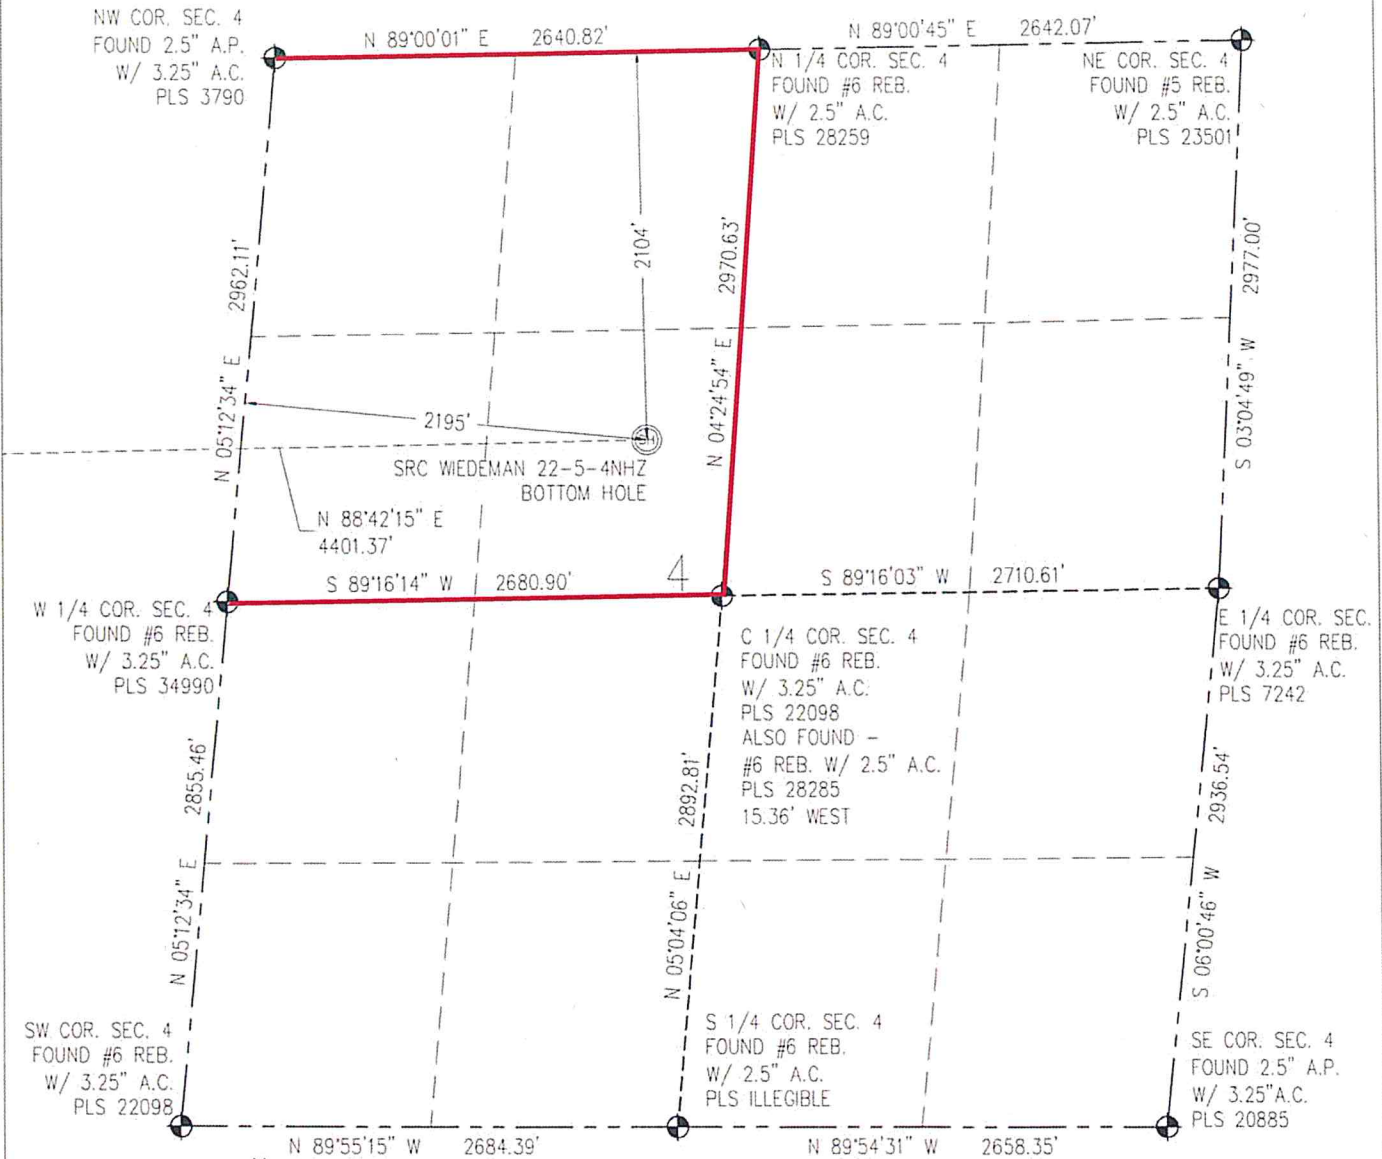 NW COR. SEC. 4
FOUND 2.5" A.P.
W/ 3.25" A.C.
PLS 3790
N 89°00'01" E 2640.82'
N 89°00'45" E 2642.07'
N 1/4 COR. SEC. 4
FOUND #6 REB.
W/ 2.5" A.C.
PLS 28259
NE COR. SEC. 4
FOUND #5 REB.
W/ 2.5" A.C.
PLS 23501
2962.11'
N 05°12'34" E
2104'
2970.63'
N 04°24'54" E
2977.00'
S 03°04'49" W
2195'
SH
SRC WIEDEMAN 22-5-4NHZ
BOTTOM HOLE
N 88°42'15" E
4401.37'
S 89°16'14" W 2680.90'
4
S 89°16'03" W 2710.61'
W 1/4 COR. SEC. 4
FOUND #6 REB.
W/ 3.25" A.C.
PLS 34990
C 1/4 COR. SEC. 4
FOUND #6 REB.
W/ 3.25" A.C.
PLS 22098
ALSO FOUND -
#6 REB. W/ 2.5" A.C.
PLS 28285
15.36' WEST
E 1/4 COR. SEC.
FOUND #6 REB.
W/ 3.25" A.C.
PLS 7242
2855.46'
N 05°12'34" E
2892.81'
N 05°04'06" E
2936.54'
S 06°00'46" W
SW COR. SEC. 4
FOUND #6 REB.
W/ 3.25" A.C.
PLS 22098
S 1/4 COR. SEC. 4
FOUND #6 REB.
W/ 2.5" A.C.
PLS ILLEGIBLE
SE COR. SEC. 4
FOUND 2.5" A.P.
W/ 3.25"A.C.
PLS 20885
N 89°55'15" W 2684.39'
N 89°54'31" W 2658.35'